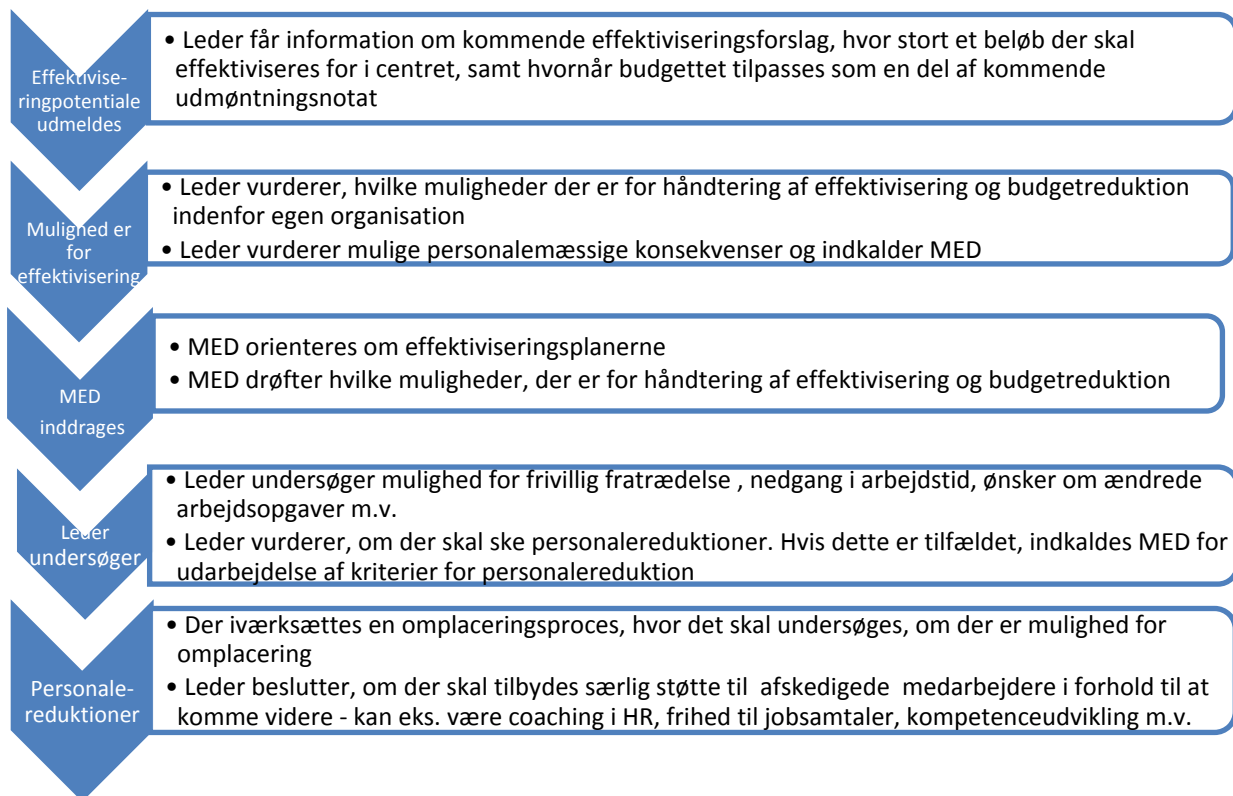 Effektivise-
ringpotentiale
udmeldes
• Leder får information om kommende effektiviseringsforslag, hvor stort et beløb der skal
effektiviseres for i centret, samt hvornår budgettet tilpasses som en del af kommende
udmøntningsnotat
Mulighed er
for
effektivisering
• Leder vurderer, hvilke muligheder der er for håndtering af effektivisering og budgetreduktion
indenfor egen organisation
• Leder vurderer mulige personalemæssige konsekvenser og indkalder MED
MED
inddrages
• MED orienteres om effektiviseringsplanerne
• MED drøfter hvilke muligheder, der er for håndtering af effektivisering og budgetreduktion
Leder
undersøger
• Leder undersøger mulighed for frivillig fratrædelse , nedgang i arbejdstid, ønsker om ændrede
arbejdsopgaver m.v.
• Leder vurderer, om der skal ske personalereduktioner. Hvis dette er tilfældet, indkaldes MED for
udarbejdelse af kriterier for personalereduktion
Personale-
reduktioner
• Der iværksættes en omplaceringsproces, hvor det skal undersøges, om der er mulighed for
omplacering
• Leder beslutter, om der skal tilbydes særlig støtte til afskedigede medarbejdere i forhold til at
komme videre - kan eks. være coaching i HR, frihed til jobsamtaler, kompetenceudvikling m.v.